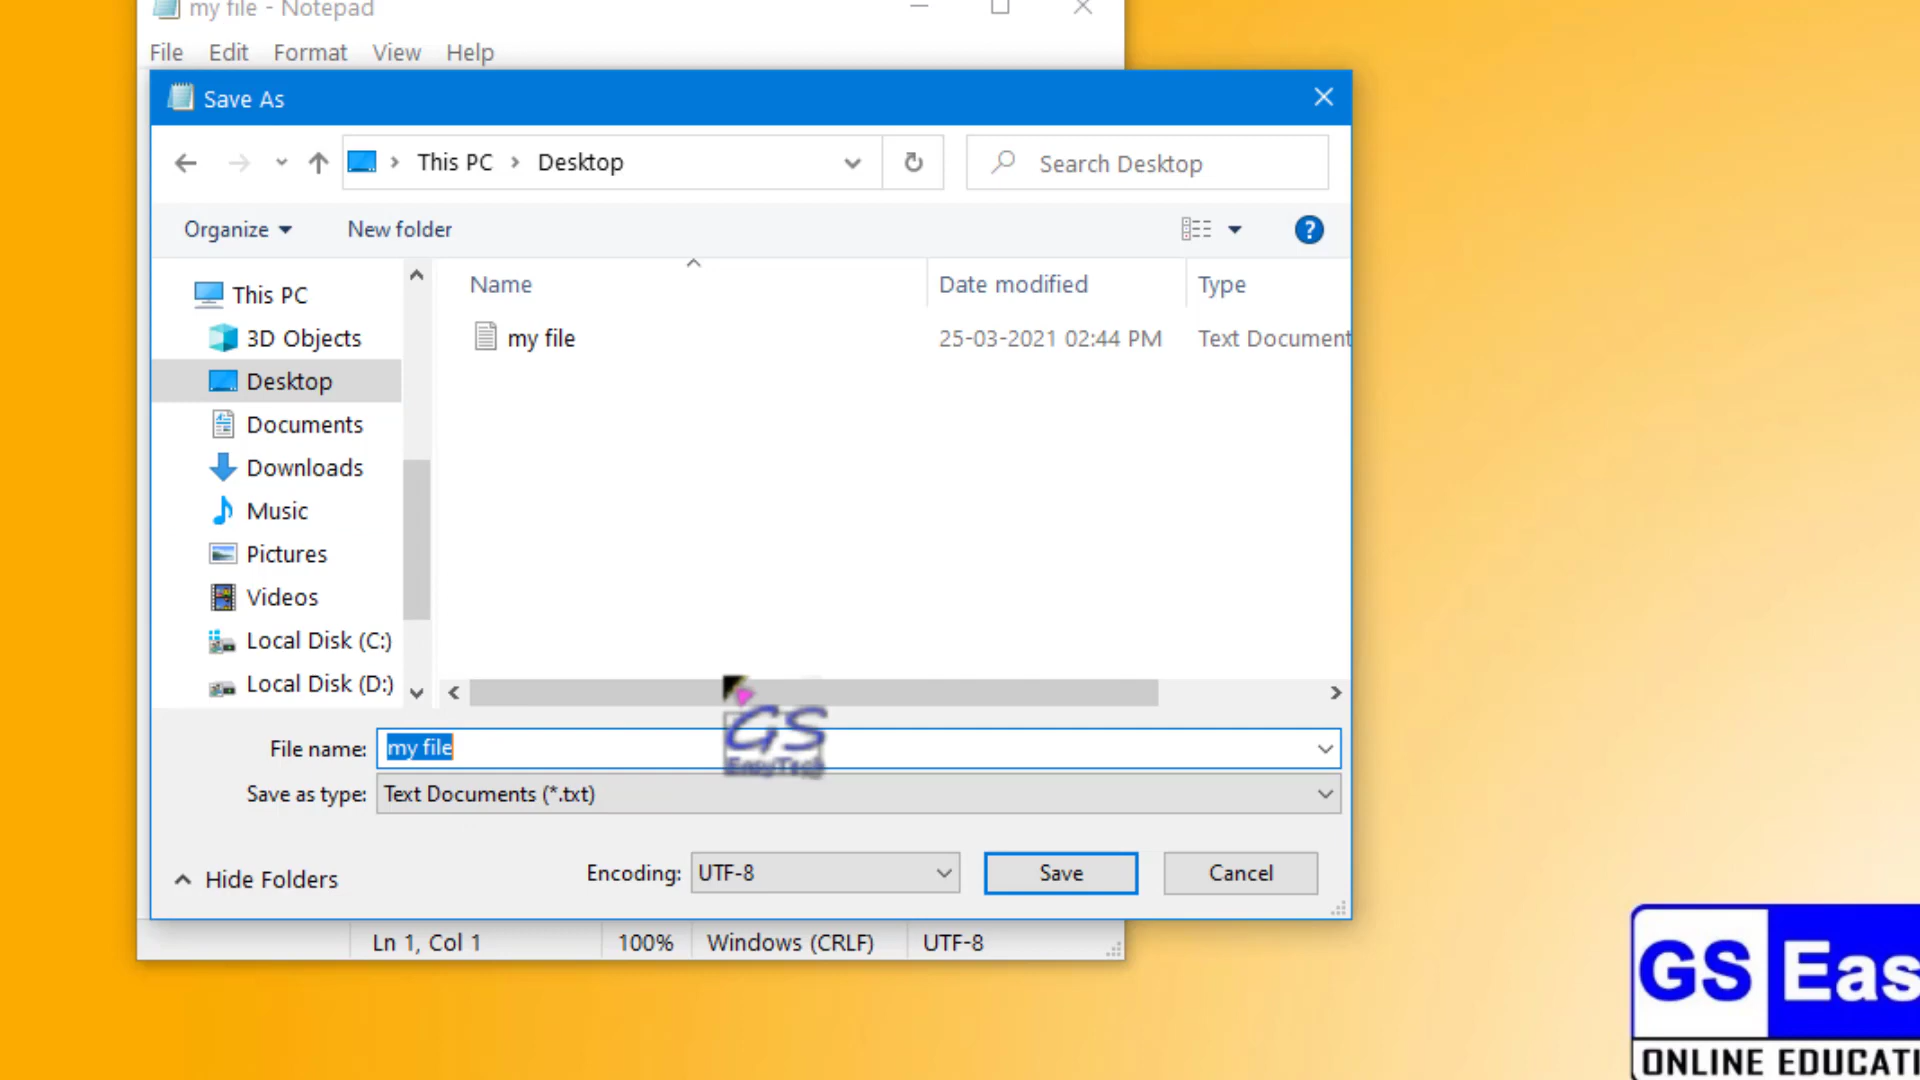 my file - Notepad
File Edit Format View Help
Save As
This PC Desktop
Search Desktop
Organize New folder
?
This PC
3D Objects
Desktop
Documents
Downloads
Music
Pictures
Videos
Local Disk (C:)
Local Disk (D:)
Name Date modified Type
my file 25-03-2021 02:44 PM Text Document
GS
EasyTech
File name: my file
Save as type: Text Documents (*.txt)
Hide Folders
Encoding: UTF-8 Save Cancel
Ln 1, Col 1 100% Windows (CRLF) UTF-8
GS Eas
ONLINE EDUCATI